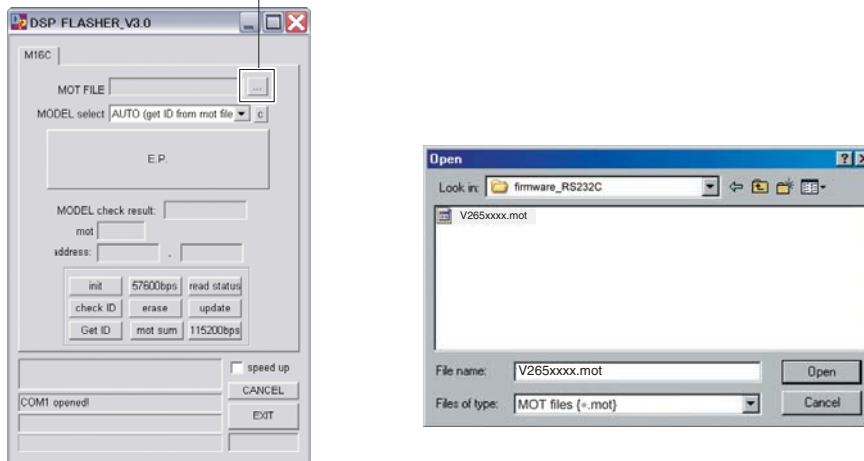 DSP FLASHER_V3.0
M16C
MOT FILE
...
MODEL select AUTO (get ID from mot file c
E.P.
MODEL check result:
mot
address: .
init 57600bps read status
check ID erase update
Get ID mot sum 115200bps
speed up
CANCEL
COM1 opened!
EXIT
Open
Look in: firmware_RS232C
V265xxxx.mot
File name: V265xxxx.mot Open
Files of type: MOT files {*.mot} Cancel